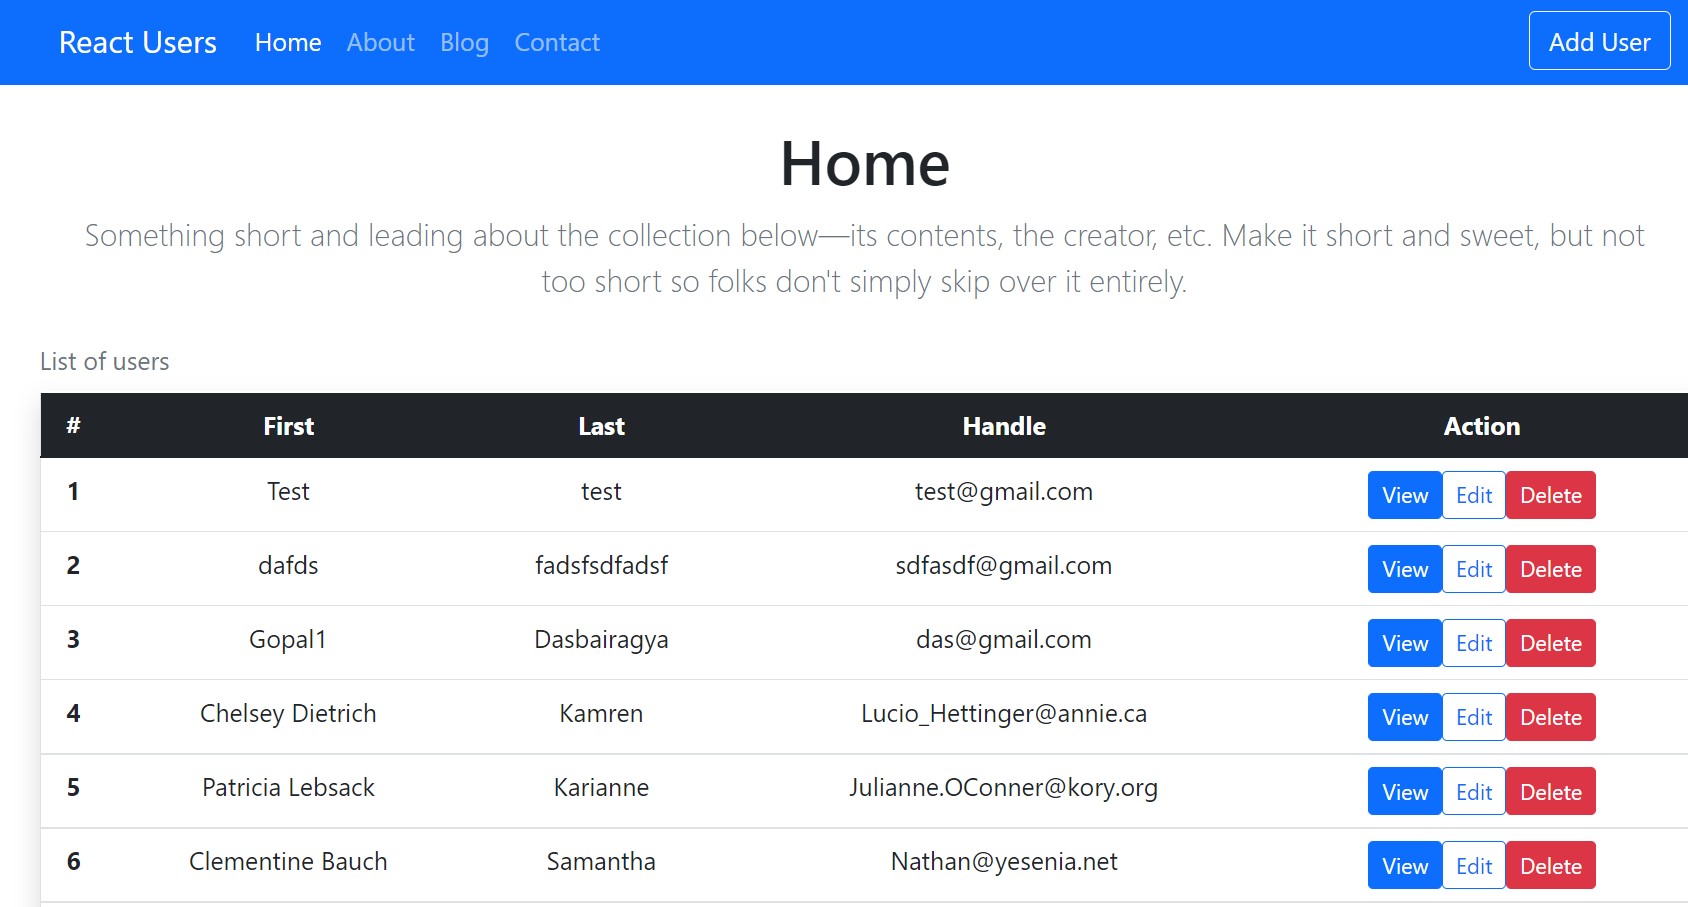 React Users Home About Blog Contact Add User
Home
Something short and leading about the collection below—its contents, the creator, etc. Make it short and sweet, but not
too short so folks don't simply skip over it entirely.
List of users
# First Last Handle Action
1 Test test test@gmail.com View Edit Delete
2 dafds fadsfsdfadsf sdfasdf@gmail.com View Edit Delete
3 Gopal1 Dasbairagya das@gmail.com View Edit Delete
4 Chelsey Dietrich Kamren Lucio_Hettinger@annie.ca View Edit Delete
5 Patricia Lebsack Karianne Julianne.OConner@kory.org View Edit Delete
6 Clementine Bauch Samantha Nathan@yesenia.net View Edit Delete